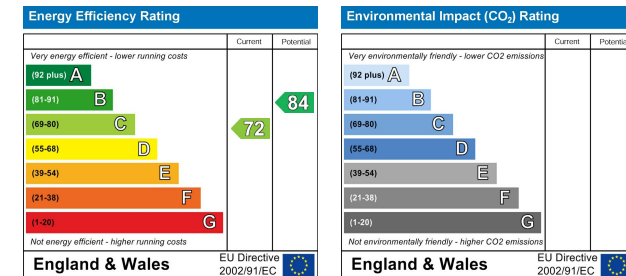 Energy Efficiency Rating
Current Potential
Very energy efficient - lower running costs
(92 plus) A
(81-91) B
(69-80) C
(55-68) D
(39-54) E
(21-38) F
(1-20) G
72
84
Not energy efficient - higher running costs
England & Wales
EU Directive
2002/91/EC
Environmental Impact (CO2) Rating
Current Potential
Very environmentally friendly - lower CO2 emissions
(92 plus) A
(81-91) B
(69-80) C
(55-68) D
(39-54) E
(21-38) F
(1-20) G
Not environmentally friendly - higher CO2 emissions
England & Wales
EU Directive
2002/91/EC